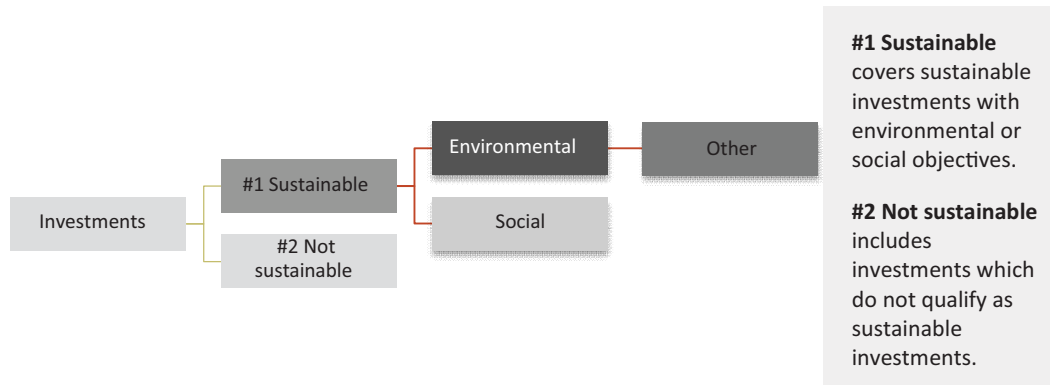 Investments
#1 Sustainable
#2 Not
sustainable
Environmental
Social
Other
#1 Sustainable
covers sustainable
investments with
environmental or
social objectives.
#2 Not sustainable
includes
investments which
do not qualify as
sustainable
investments.